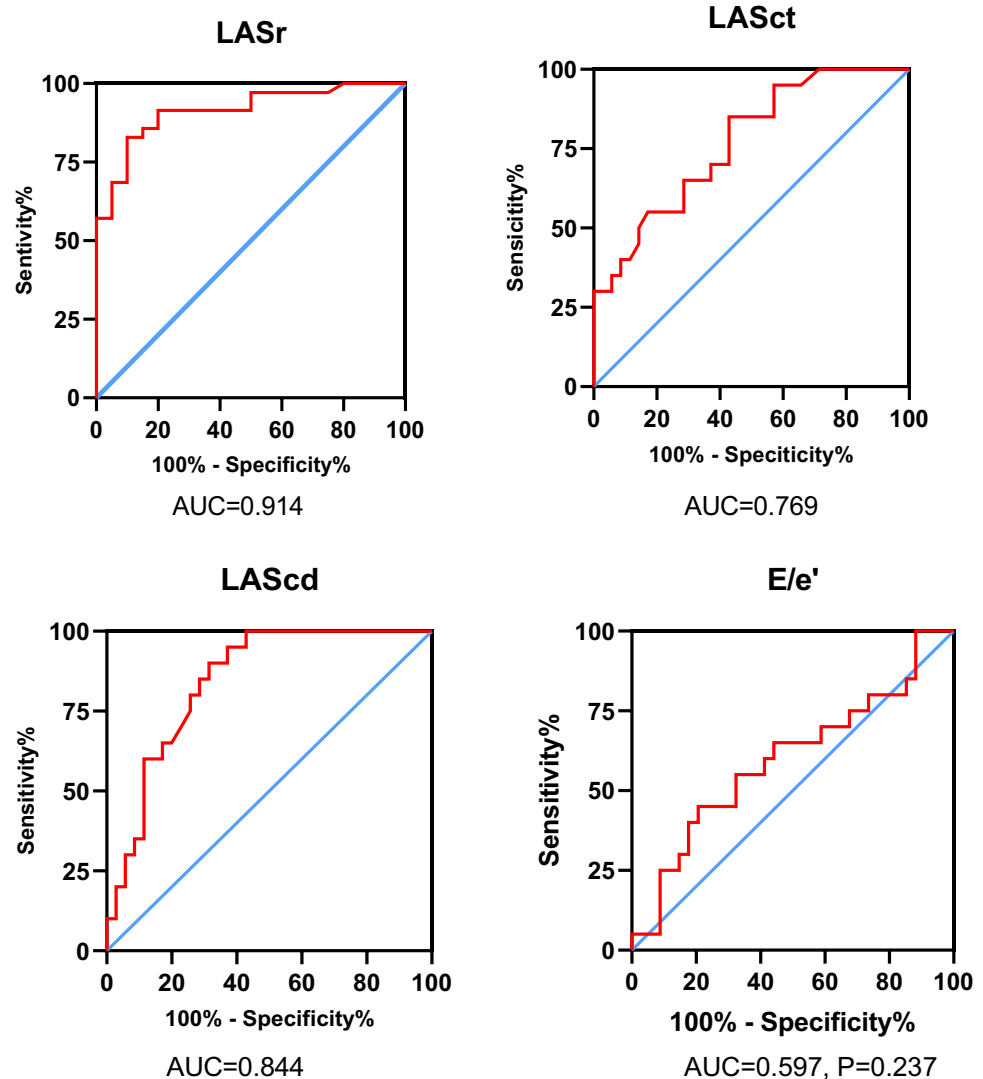 LASr
100
75
50
25
0
Sentivity%
0 20 40 60 80 100
100% - Specificity%
AUC=0.914
LASct
100
75
50
25
0
Sensicitity%
0 20 40 60 80 100
100% - Speciticity%
AUC=0.769
LAScd
100
75
50
25
0
Sensitivity%
0 20 40 60 80 100
100% - Specificity%
AUC=0.844
E/e'
100
75
50
25
0
Sensitivity%
0 20 40 60 80 100
100% - Specificity%
AUC=0.597, P=0.237